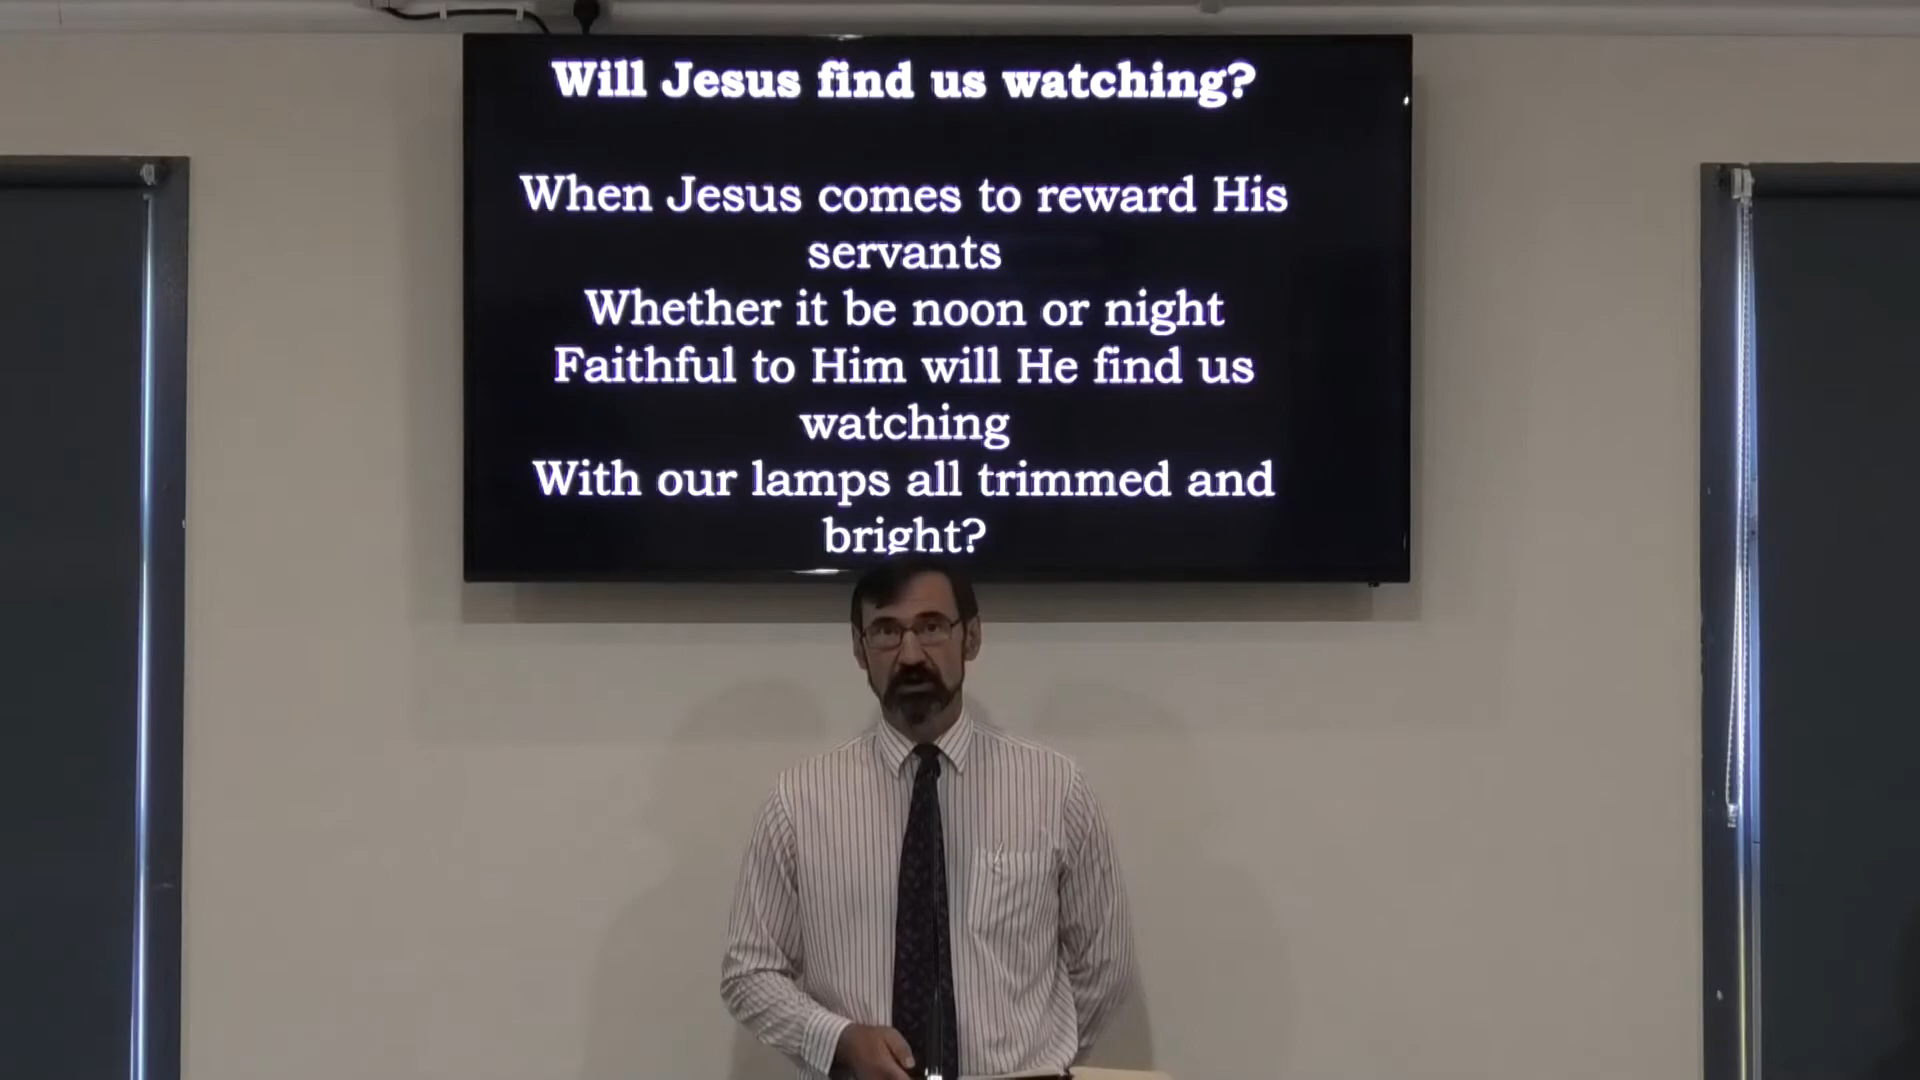 Will Jesus find us watching?
When Jesus comes to reward His
servants
Whether it be noon or night
Faithful to Him will He find us
watching
With our lamps all trimmed and
bright?